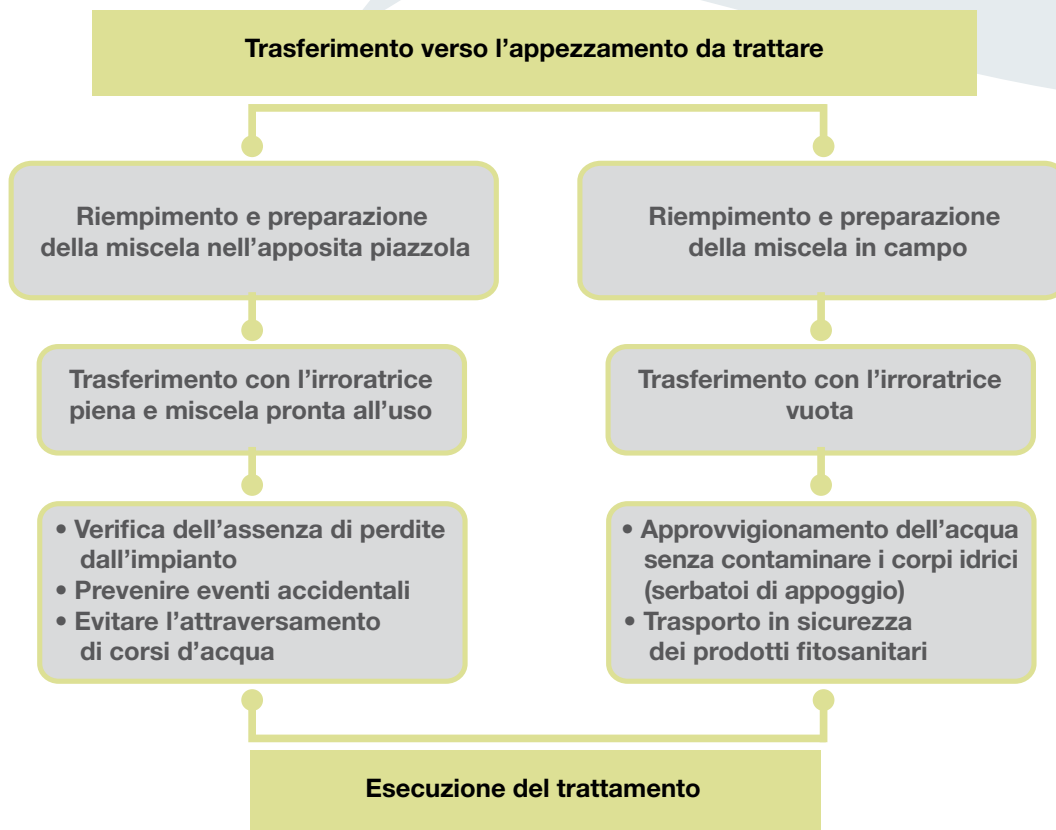 Trasferimento verso l’appezzamento da trattare
Riempimento e preparazione
della miscela nell’apposita piazzola
Trasferimento con l’irroratrice
piena e miscela pronta all’uso
• Verifica dell’assenza di perdite
dall’impianto
• Prevenire eventi accidentali
• Evitare l’attraversamento
di corsi d’acqua
Riempimento e preparazione
della miscela in campo
Trasferimento con l’irroratrice
vuota
• Approvvigionamento dell’acqua
senza contaminare i corpi idrici
(serbatoi di appoggio)
• Trasporto in sicurezza
dei prodotti fitosanitari
Esecuzione del trattamento